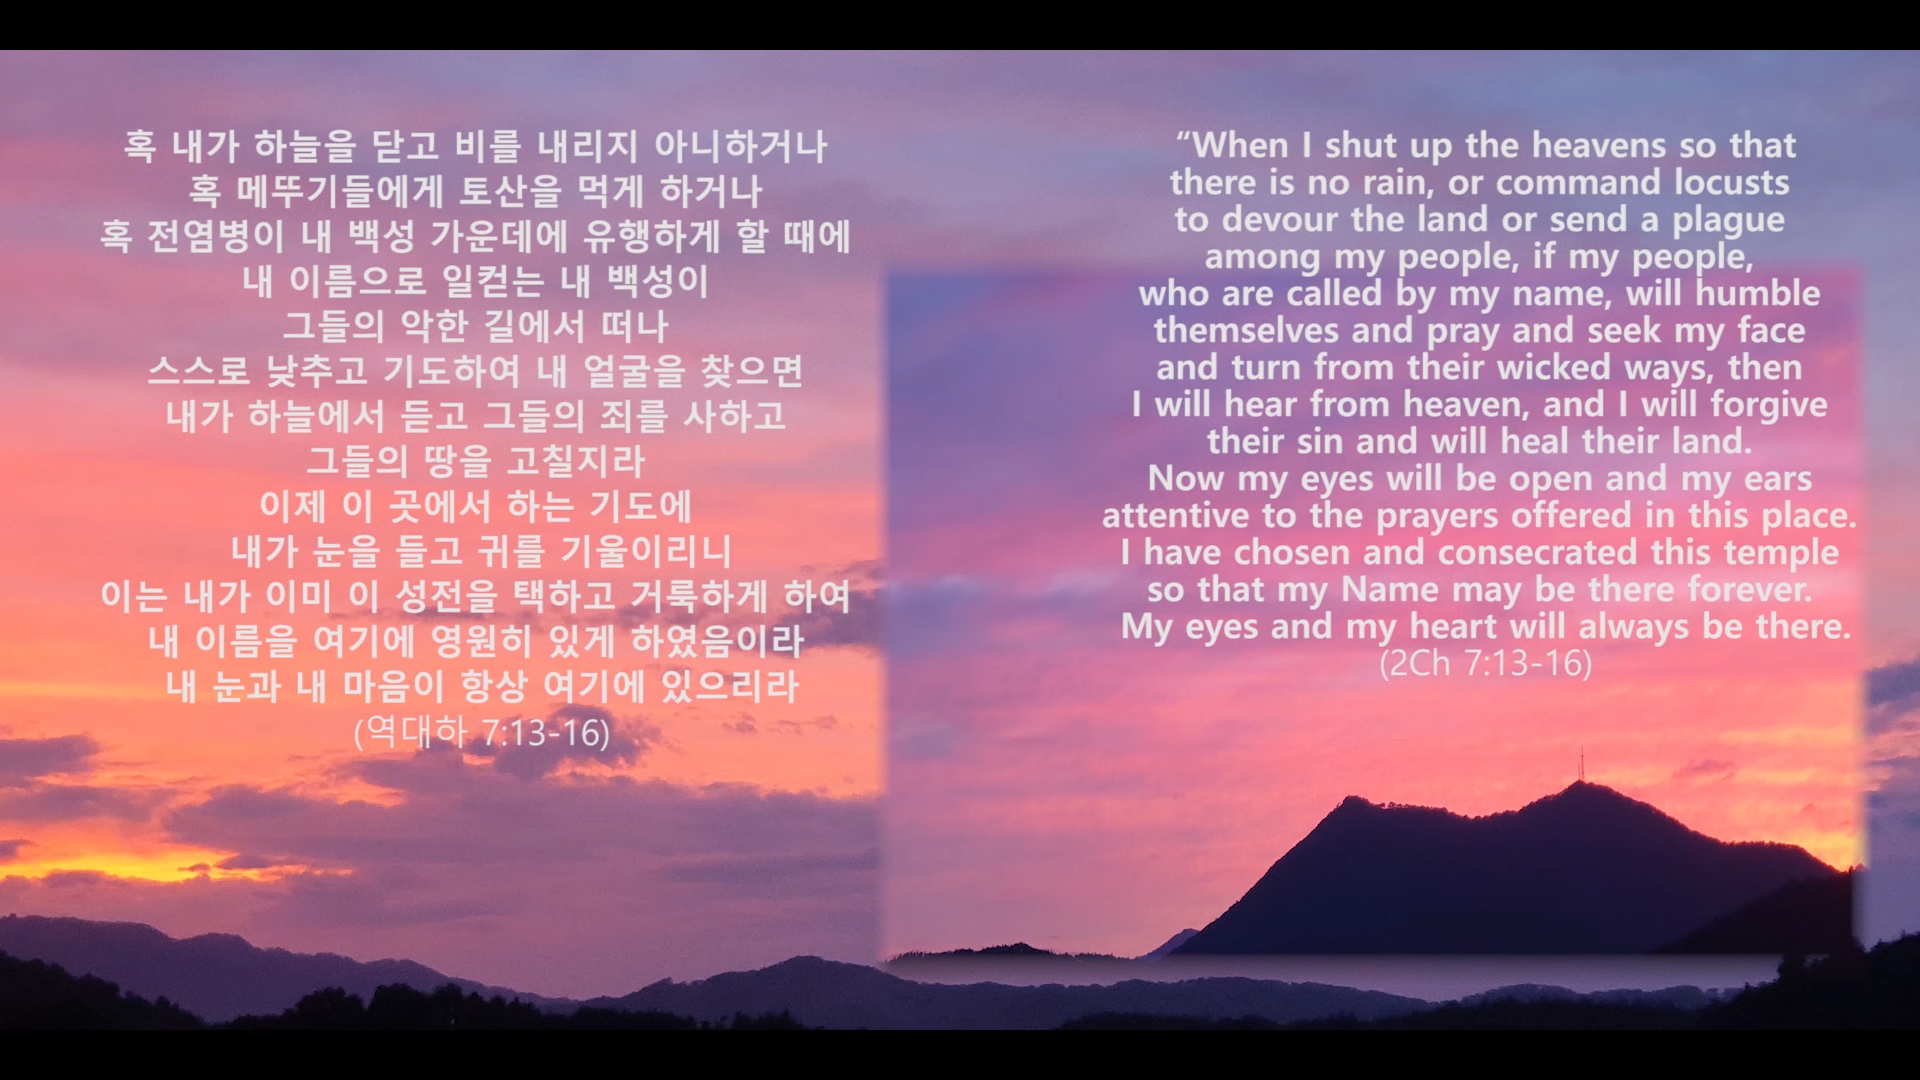 혹 내가 하늘을 닫고 비를 내리지 아니하거나
혹 메뚜기들에게 토산을 먹게 하거나
혹 전염병이 내 백성 가운데에 유행하게 할 때에
내 이름으로 일컫는 내 백성이
그들의 악한 길에서 떠나
스스로 낮추고 기도하여 내 얼굴을 찾으면
내가 하늘에서 듣고 그들의 죄를 사하고
그들의 땅을 고칠지라
이제 이 곳에서 하는 기도에
내가 눈을 들고 귀를 기울이리니
이는 내가 이미 이 성전을 택하고 거룩하게 하여
내 이름을 여기에 영원히 있게 하였음이라
내 눈과 내 마음이 항상 여기에 있으리라
(역대하 7:13-16)
“When I shut up the heavens so that
there is no rain, or command locusts
to devour the land or send a plague
among my people, if my people,
who are called by my name, will humble
themselves and pray and seek my face
and turn from their wicked ways, then
I will hear from heaven, and I will forgive
their sin and will heal their land.
Now my eyes will be open and my ears
attentive to the prayers offered in this place.
I have chosen and consecrated this temple
so that my Name may be there forever.
My eyes and my heart will always be there.
(2Ch 7:13-16)